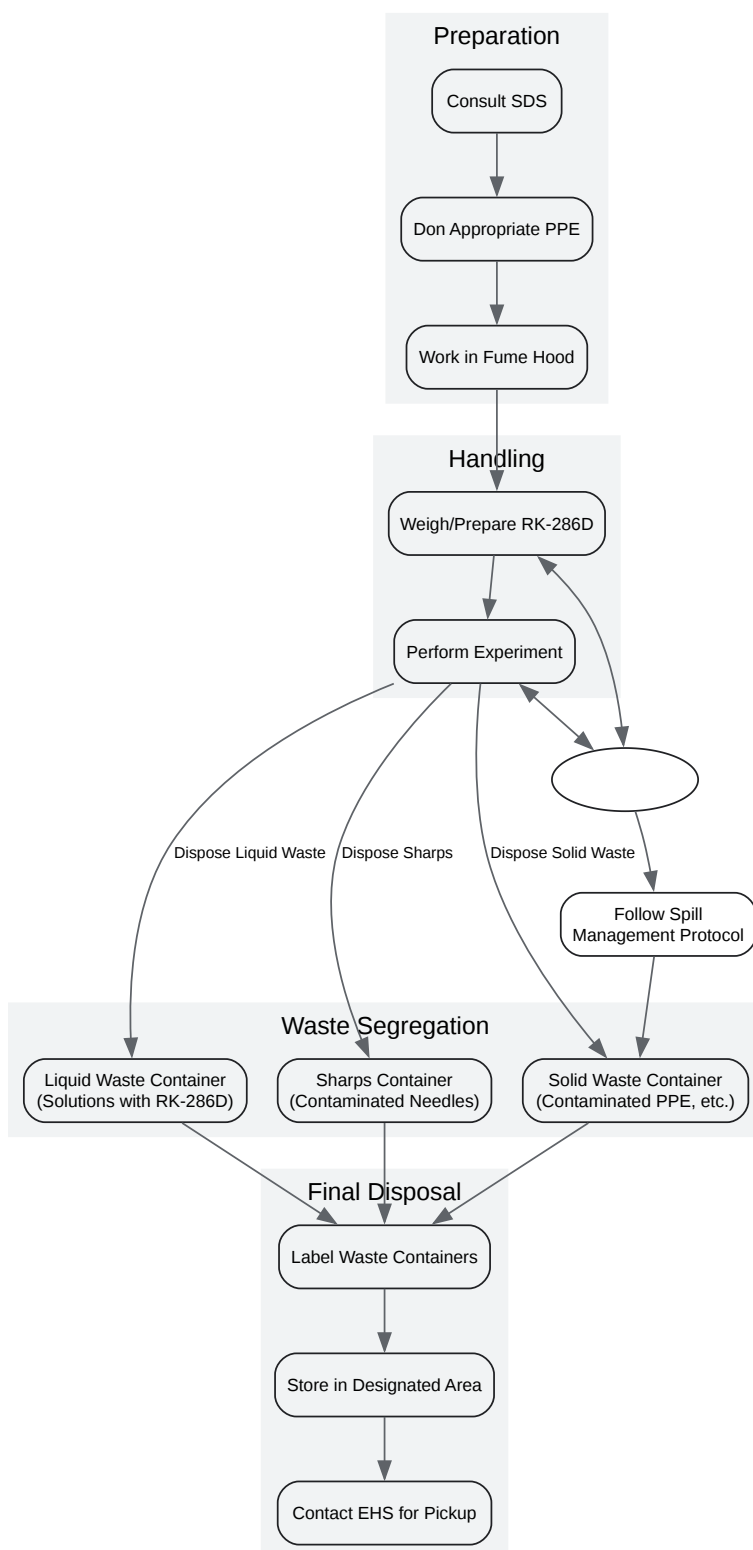 Preparation
Consult SDS
Don Appropriate PPE
Work in Fume Hood
Handling
Weigh/Prepare RK-286D
Perform Experiment
Dispose Liquid Waste
Dispose Sharps
Dispose Solid Waste
Follow Spill
Management Protocol
Waste Segregation
Liquid Waste Container
(Solutions with RK-286D)
Sharps Container
(Contaminated Needles)
Solid Waste Container
(Contaminated PPE, etc.)
Final Disposal
Label Waste Containers
Store in Designated Area
Contact EHS for Pickup